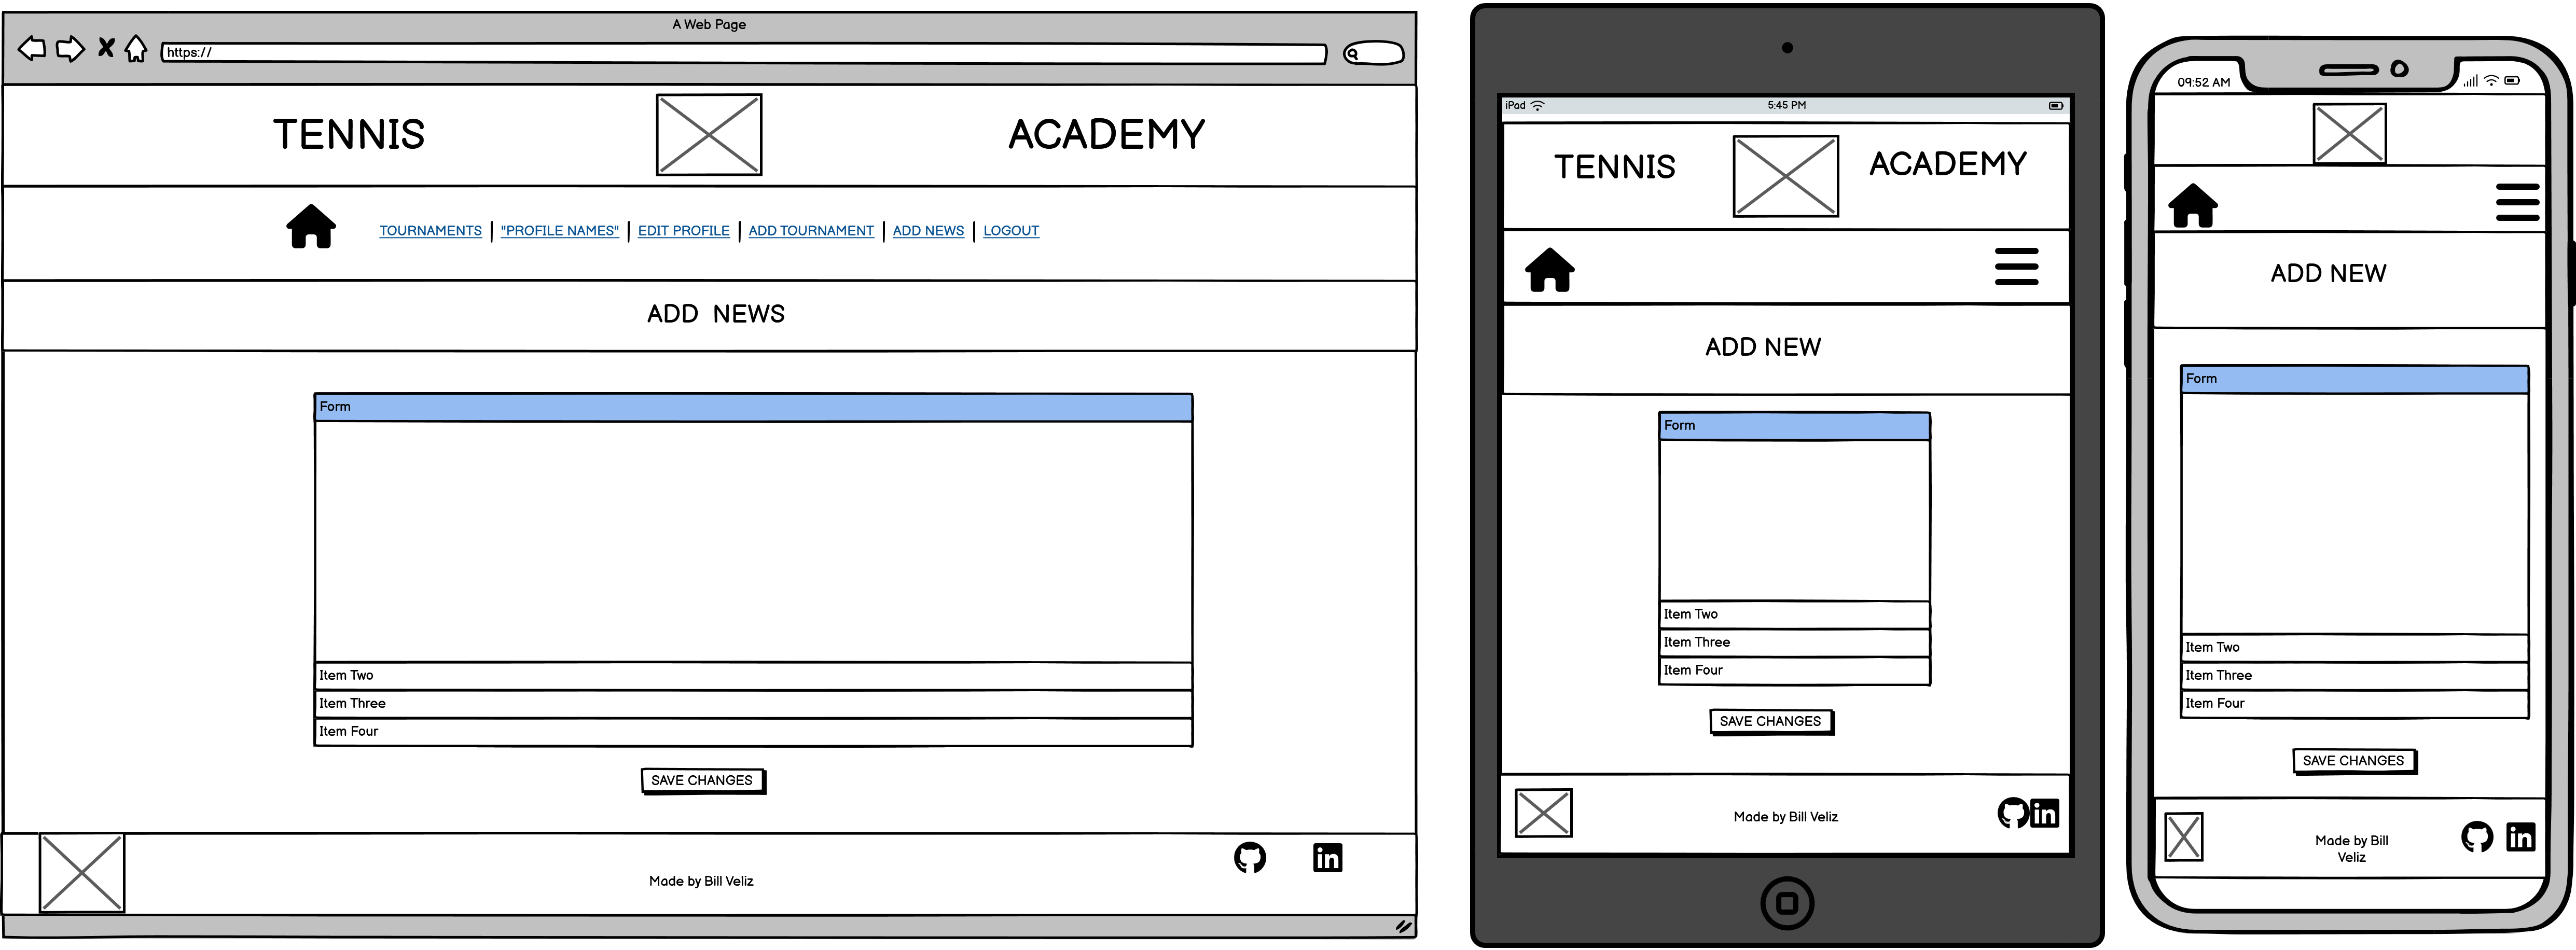 A Web Page
https://
TENNIS ACADEMY
TOURNAMENTS | "PROFILE NAMES" | EDIT PROFILE | ADD TOURNAMENT | ADD NEWS | LOGOUT
ADD NEWS
Form
Item Two
Item Three
Item Four
SAVE CHANGES
in
Made by Bill Veliz
iPad 5:45 PM
TENNIS ACADEMY
ADD NEW
Form
Item Two
Item Three
Item Four
SAVE CHANGES
Made by Bill Veliz in
09:52 AM
ADD NEW
Form
Item Two
Item Three
Item Four
SAVE CHANGES
in
Made by Bill
Veliz